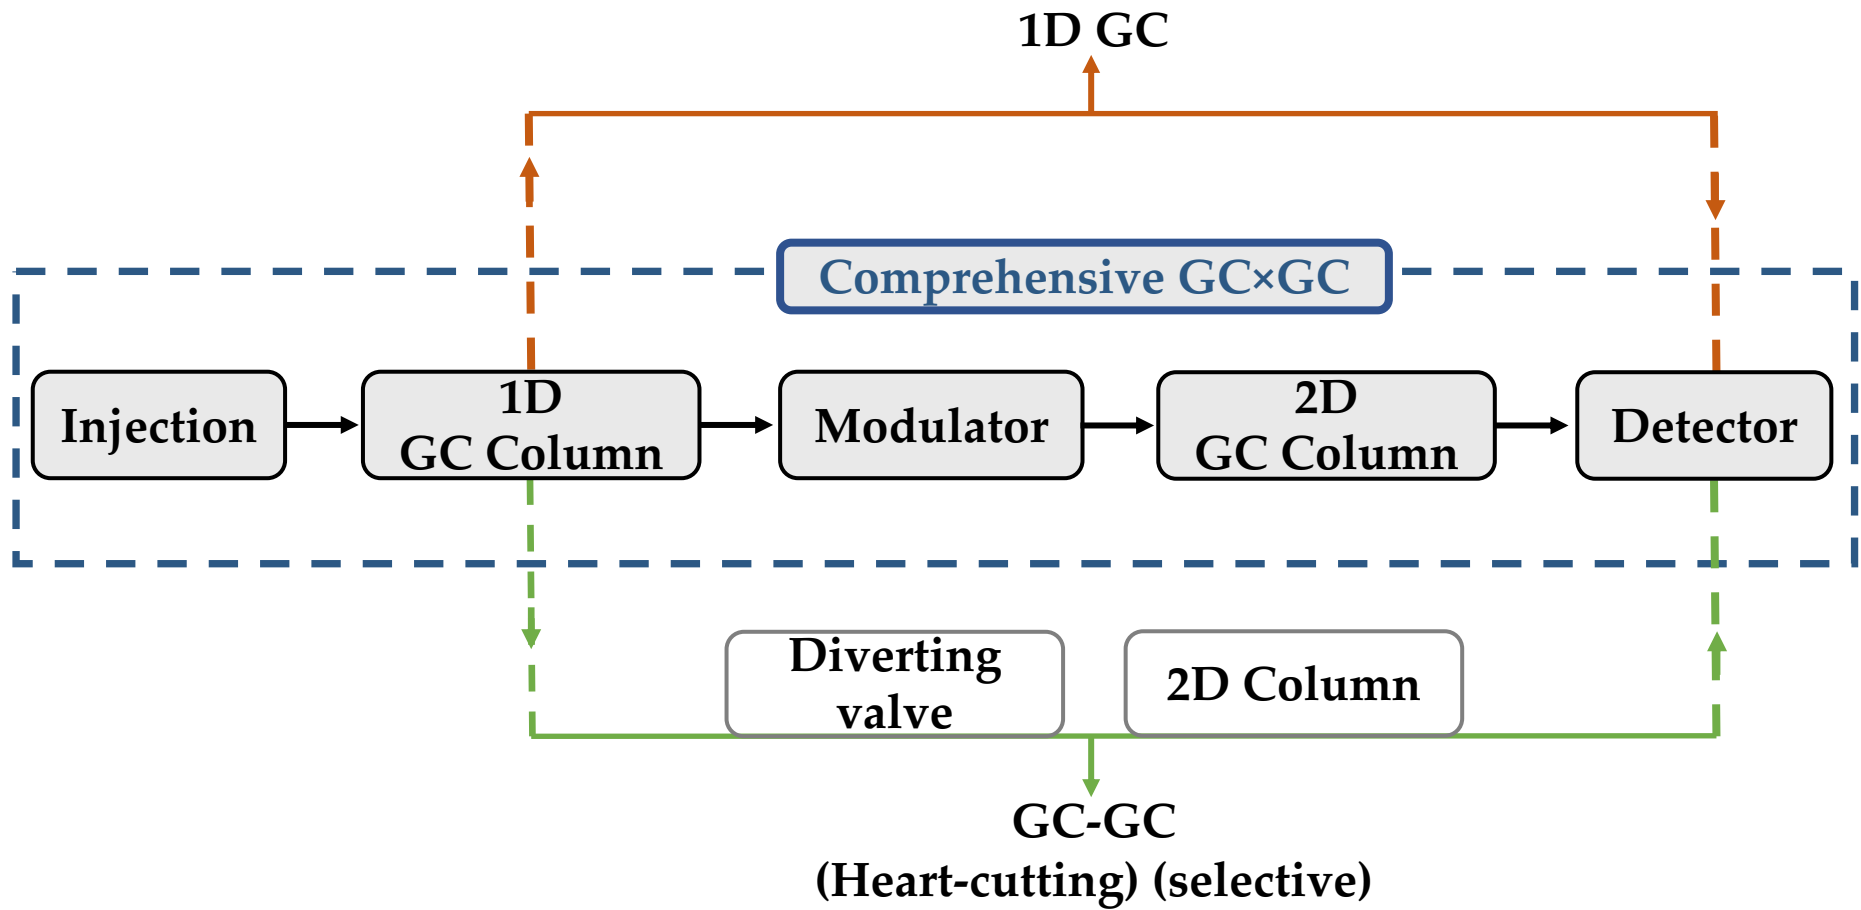 1D GC
Comprehensive GC×GC
Injection
1D
GC Column
Modulator
2D
GC Column
Detector
Diverting
valve
2D Column
GC-GC
(Heart-cutting) (selective)